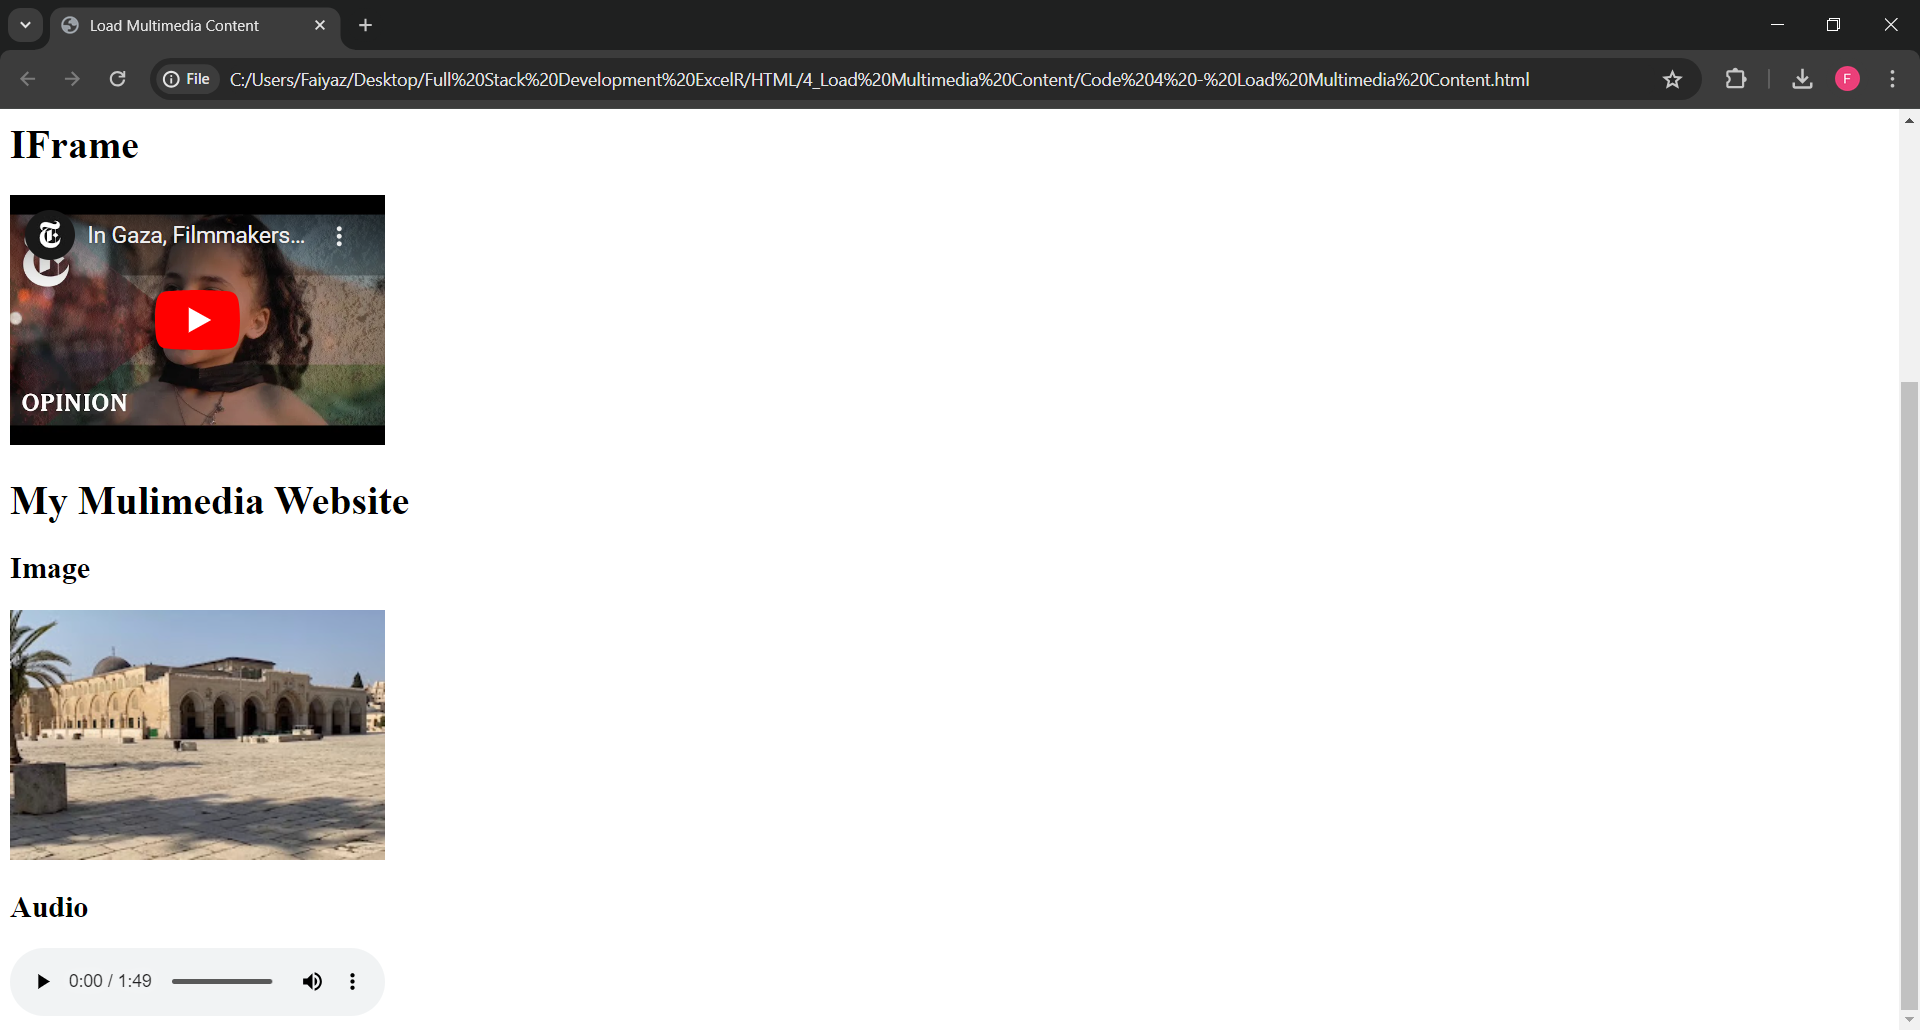 Load Multimedia Content
File
C:/Users/Faiyaz/Desktop/Full%20Stack%20Development%20ExcelR/HTML/4_Load%20Multimedia%20Content/Code%204%20-%20Load%20Multimedia%20Content.html
F
IFrame
In Gaza, Filmmakers...
OPINION
My Mulimedia Website
Image
Audio
0:00 / 1:49